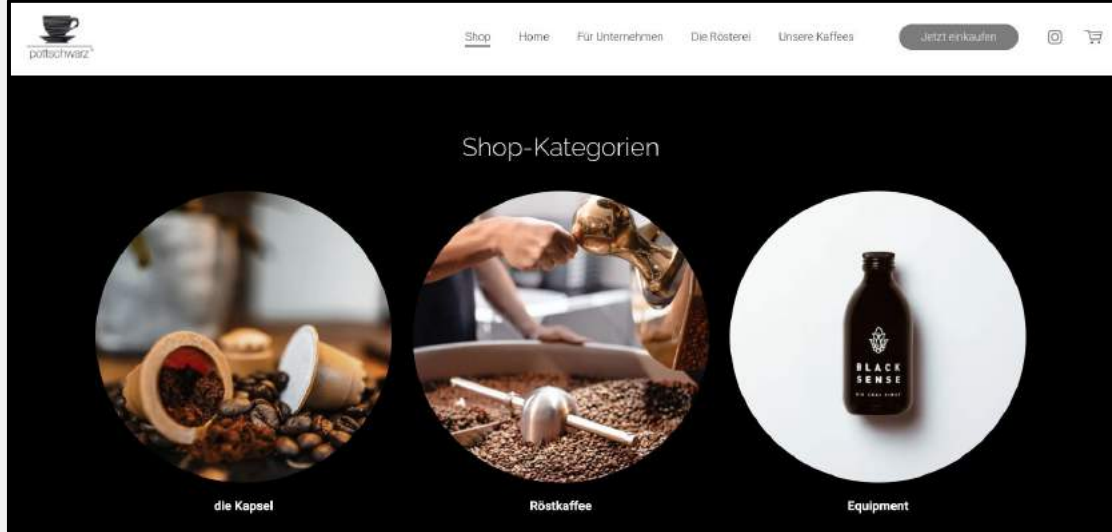 pottschwarz
Shop Home Für Unternehmen Die Rösterei Unsere Kaffees Jetzt einkaufen
Shop-Kategorien
BLACK
SENSE
die Kapsel Röstkaffee Equipment